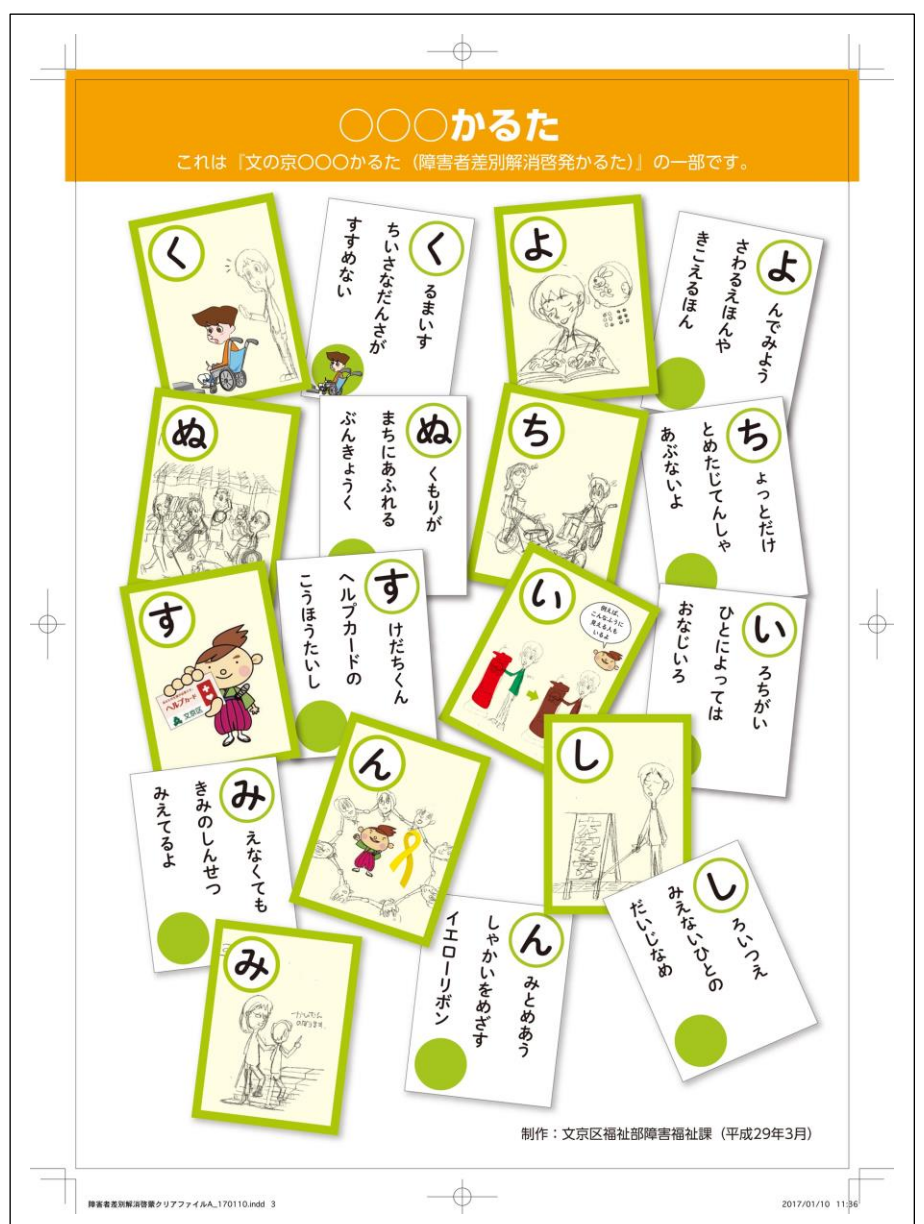 ○○○かるた
これは『文の京○○○かるた（障害者差別解消啓発かるた）』の一部です。
く
く
るまいす
ちいさなだんさが
すすめない
よ
よ
んでみよう
さわるえほんや
きこえるほん
ぬ
ぬ
くもりが
まちにあふれる
ぶんきょうく
ち
ち
ょっとだけ
とめたじてんしゃ
あぶないよ
す
ヘルプカード
文京区
す
けだちくん
ヘルプカードの
こうほうたいし
い
例えば、
こんなふうに
見える人も
いるよ
い
ろちがい
ひとによっては
おなじいろ
み
えなくても
きみのしんせつ
みえてるよ
み
ん
ん
みとめあう
しゃかいをめざす
イエローリボン
し
し
ろいつえ
みえないひとの
だいじなめ
制作：文京区福祉部障害福祉課（平成29年3月）
障害者差別解消啓蒙クリアファイルA_170110.indd 3
2017/01/10 11:36